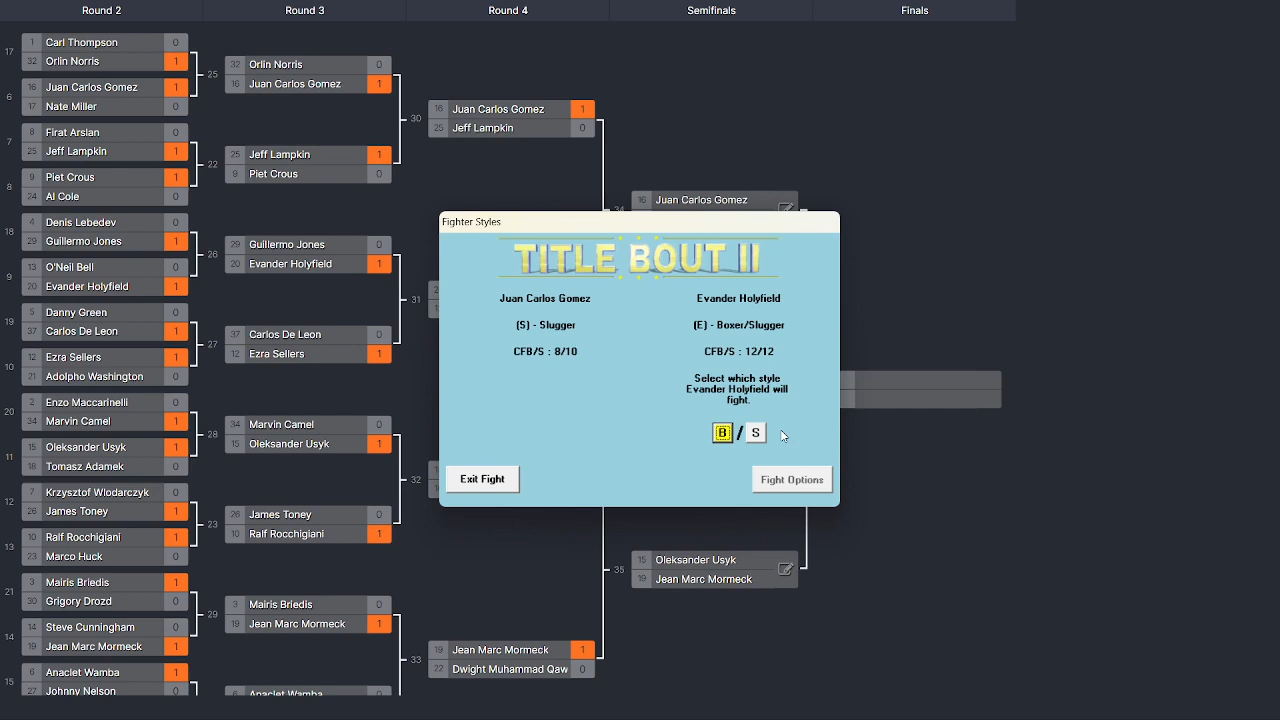 Round 2
Round 3
Round 4
Semifinals
Finals
17
1 Carl Thompson 0
32 Orlin Norris 1
6
16 Juan Carlos Gomez 1
17 Nate Miller 0
7
8 Firat Arslan 0
25 Jeff Lampkin 1
8
9 Piet Crous 1
24 Al Cole 0
18
4 Denis Lebedev 0
29 Guillermo Jones 1
9
13 O'Neil Bell 0
20 Evander Holyfield 1
19
5 Danny Green 0
37 Carlos De Leon 1
10
12 Ezra Sellers 1
21 Adolpho Washington 0
20
2 Enzo Maccarinelli 0
34 Marvin Camel 1
11
15 Oleksander Usyk 1
18 Tomasz Adamek 0
12
7 Krzysztof Wlodarczyk 0
26 James Toney 1
13
10 Ralf Rocchigiani 1
23 Marco Huck 0
21
3 Mairis Briedis 1
30 Grigory Drozd 0
14
14 Steve Cunningham 0
19 Jean Marc Mormeck 1
15
6 Anaclet Wamba 1
27 Johnny Nelson 0
25
32 Orlin Norris 0
16 Juan Carlos Gomez 1
22
25 Jeff Lampkin 1
9 Piet Crous 0
26
29 Guillermo Jones 0
20 Evander Holyfield 1
27
37 Carlos De Leon 0
12 Ezra Sellers 1
28
34 Marvin Camel 0
15 Oleksander Usyk 1
23
26 James Toney 0
10 Ralf Rocchigiani 1
29
3 Mairis Briedis 0
19 Jean Marc Mormeck 1
6 Anaclet Wamba 0
30
16 Juan Carlos Gomez 1
25 Jeff Lampkin 0
31
32
33
19 Jean Marc Mormeck 1
22 Dwight Muhammad Qaw 0
34
16 Juan Carlos Gomez
35
15 Oleksander Usyk
19 Jean Marc Mormeck
Fighter Styles
TITLE BOUT II
Juan Carlos Gomez
(S) - Slugger
CFB/S : 8/10
Evander Holyfield
(E) - Boxer/Slugger
CFB/S : 12/12
Select which style
Evander Holyfield will
fight.
B / S
Exit Fight
Fight Options